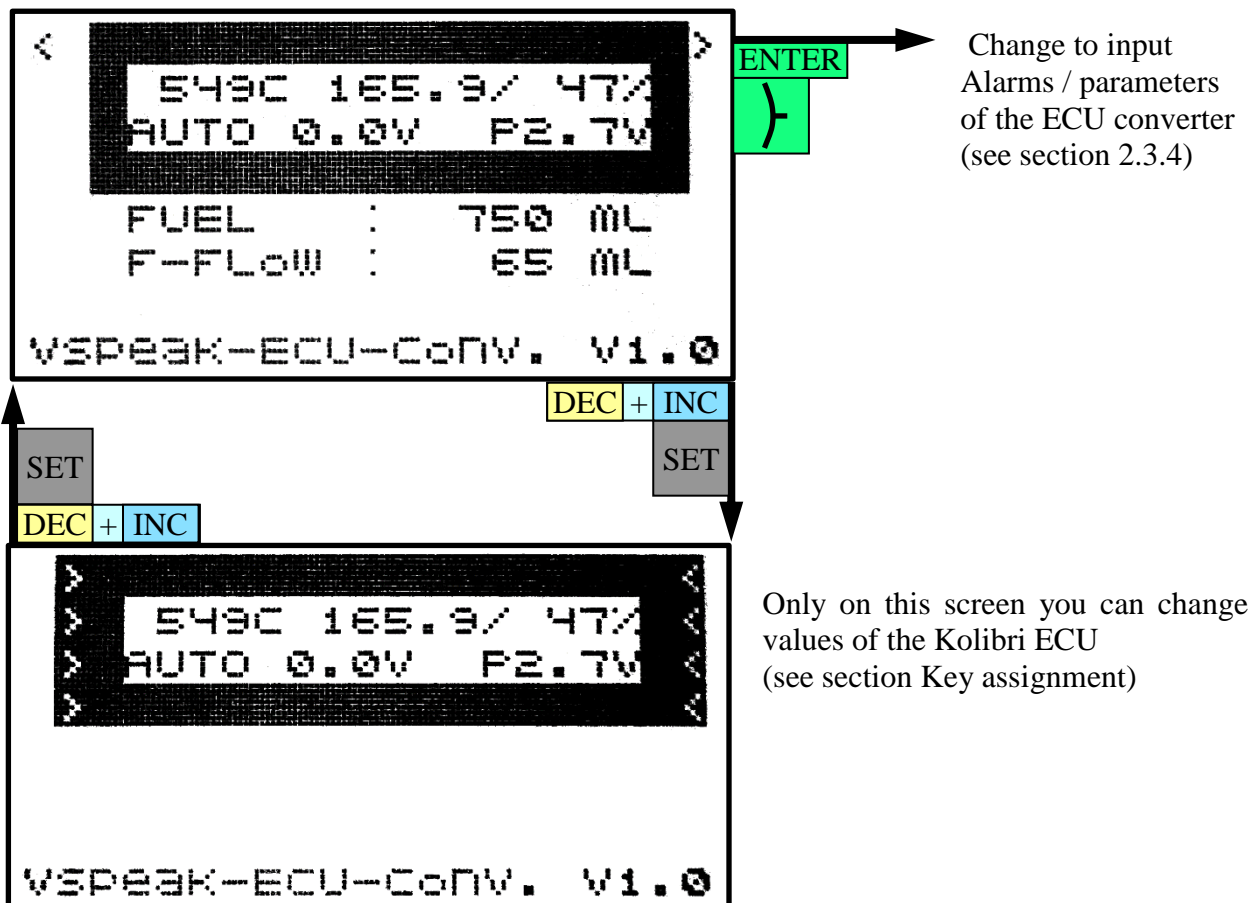 < >
549C 165.9/ 47%
AUTO 0.0V P2.7V
FUEL : 750 mL
F-FLoW : 65 mL
VSPeaK-ECU-ConV. V1.0
ENTER
Change to input
Alarms / parameters
of the ECU converter
(see section 2.3.4)
DEC + INC
SET
SET
DEC + INC
> <
> 549C 165.9/ 47% <
> AUTO 0.0V P2.7V <
> <
VSPeaK-ECU-ConV. V1.0
Only on this screen you can change
values of the Kolibri ECU
(see section Key assignment)